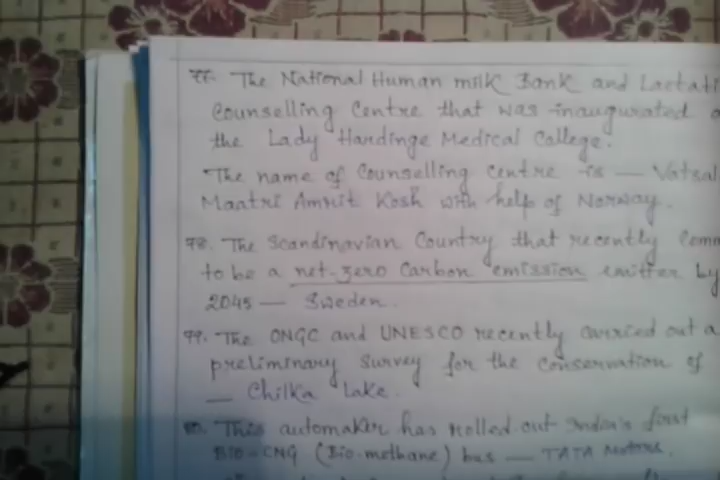 77. The National Human milk Bank and Lactati
Counselling Centre that was inaugurated a
the Lady Hardinge Medical College.
The name of Counselling Centre is — Vatsal
Maatri Amrit Kosh with help of Norway.
78. The Scandinavian Country that recently Comm
to be a net-zero Carbon emission emitter by
2045 — Sweden.
79. The ONGC and UNESCO recently carried out a
preliminary survey for the conservation of
— Chilka Lake.
80. This automaker has rolled out India's first
BIO-CNG (Bio-methane) bus — TATA Motors.